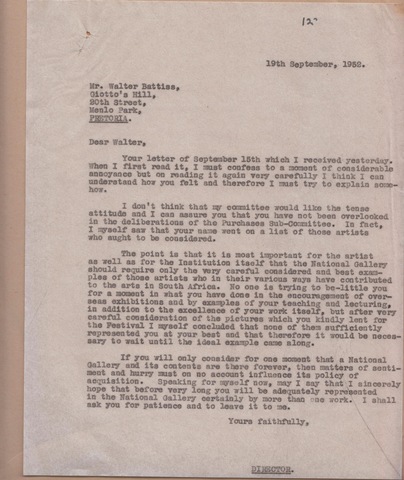 12
19th September, 1952.
Mr. Walter Battiss,
Giotto's Hill,
20th Street,
Menlo Park,
PRETORIA.
Dear Walter,
Your letter of September 15th which I received yesterday.
When I first read it, I must confess to a moment of considerable
annoyance but on reading it again very carefully I think I can
understand how you felt and therefore I must try to explain some-
how.
I don't think that my committee would like the tense
attitude and I can assure you that you have not been overlooked
in the deliberations of the Purchases Sub-Committee. In fact,
I myself saw that your name went on a list of those artists
who ought to be considered.
The point is that it is most important for the artist
as well as for the Institution itself that the National Gallery
should require only the very careful considered and best exam-
ples of those artists who in their various ways have contributed
to the arts in South Africa. No one is trying to be-little you
for a moment in what you have done in the encouragement of over-
seas exhibitions and by examples of your teaching and lecturing,
in addition to the excellence of your work itself, but after very
careful consideration of the pictures which you kindly lent for
the Festival I myself concluded that none of them sufficiently
represented you at your best and that therefore it would be neces-
sary to wait until the ideal example came along.
If you will only consider for one moment that a National
Gallery and its contents are there forever, then matters of senti-
ment and hurry must on no account influence its policy of
acquisition. Speaking for myself now, may I say that I sincerely
hope that before very long you will be adequately represented
in the National Gallery certainly by more than one work. I shall
ask you for patience and to leave it to me.
Yours faithfully,
DIRECTOR.